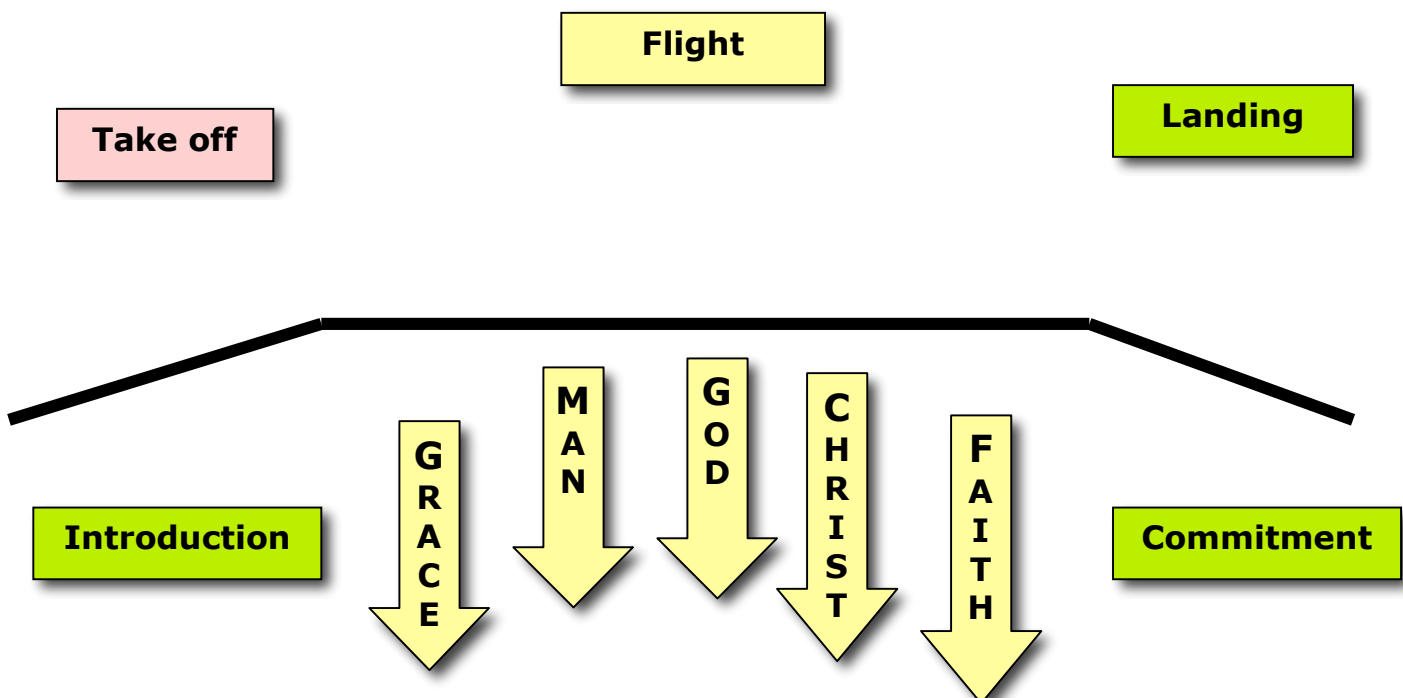 Flight
Take off
Landing
Introduction
GRACE
MAN
GOD
CHRIST
FAITH
Commitment